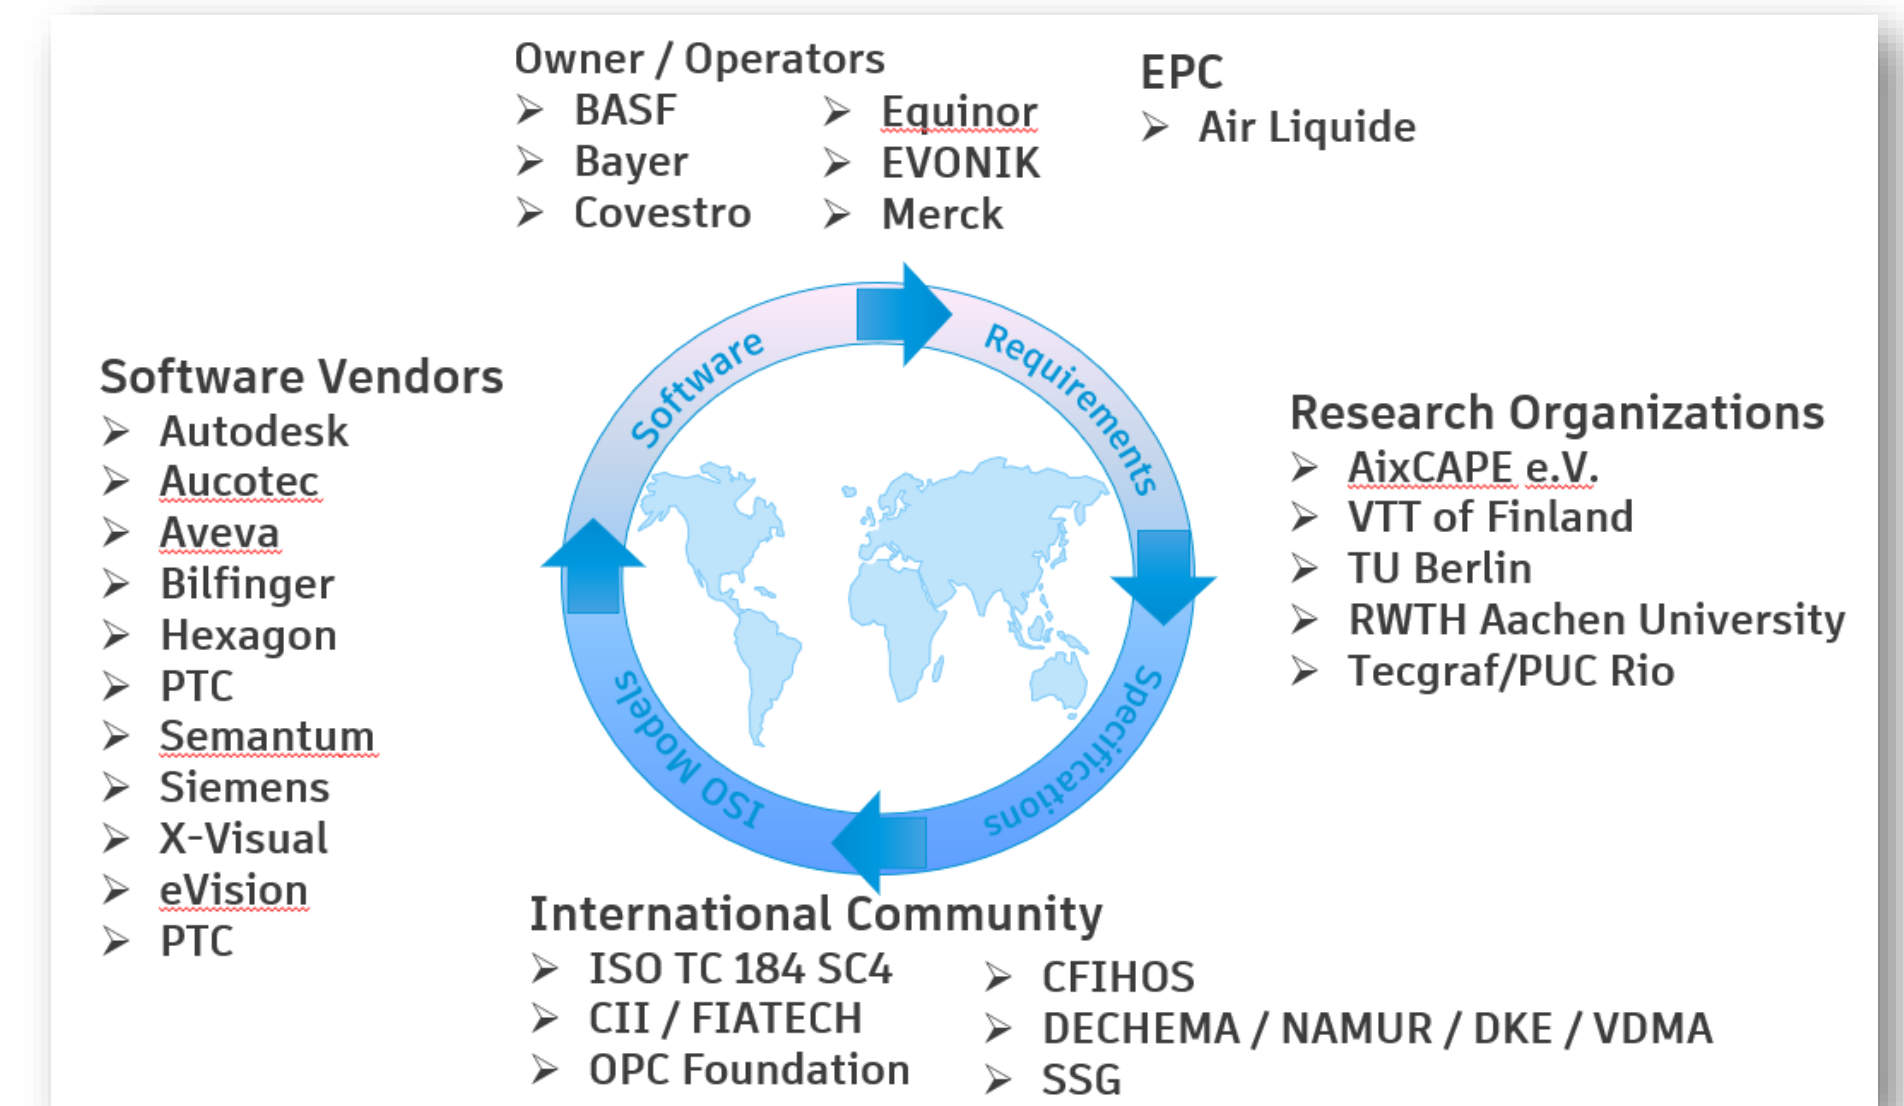 Owner / Operators
➢ BASF
➢ Bayer
➢ Covestro
➢ Equinor
➢ EVONIK
➢ Merck
EPC
➢ Air Liquide
Software Vendors
➢ Autodesk
➢ Aucotec
➢ Aveva
➢ Bilfinger
➢ Hexagon
➢ PTC
➢ Semantum
➢ Siemens
➢ X-Visual
➢ eVision
➢ PTC
Software
Requirements
Specifications
ISO Models
Research Organizations
➢ AixCAPE e.V.
➢ VTT of Finland
➢ TU Berlin
➢ RWTH Aachen University
➢ Tecgraf/PUC Rio
International Community
➢ ISO TC 184 SC4
➢ CII / FIATECH
➢ OPC Foundation
➢ CFIHOS
➢ DECHEMA / NAMUR / DKE / VDMA
➢ SSG